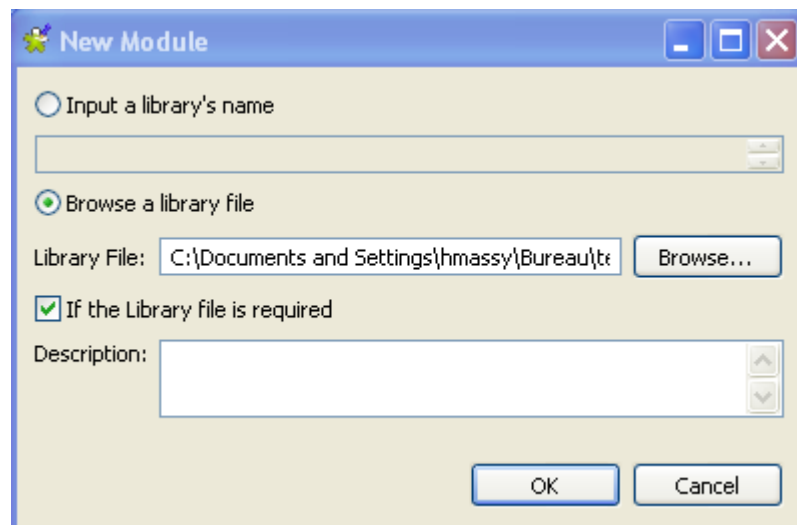 New Module
Input a library's name
Browse a library file
Library File: C:\Documents and Settings\hmassy\Bureau\te Browse...
If the Library file is required
Description:
OK Cancel